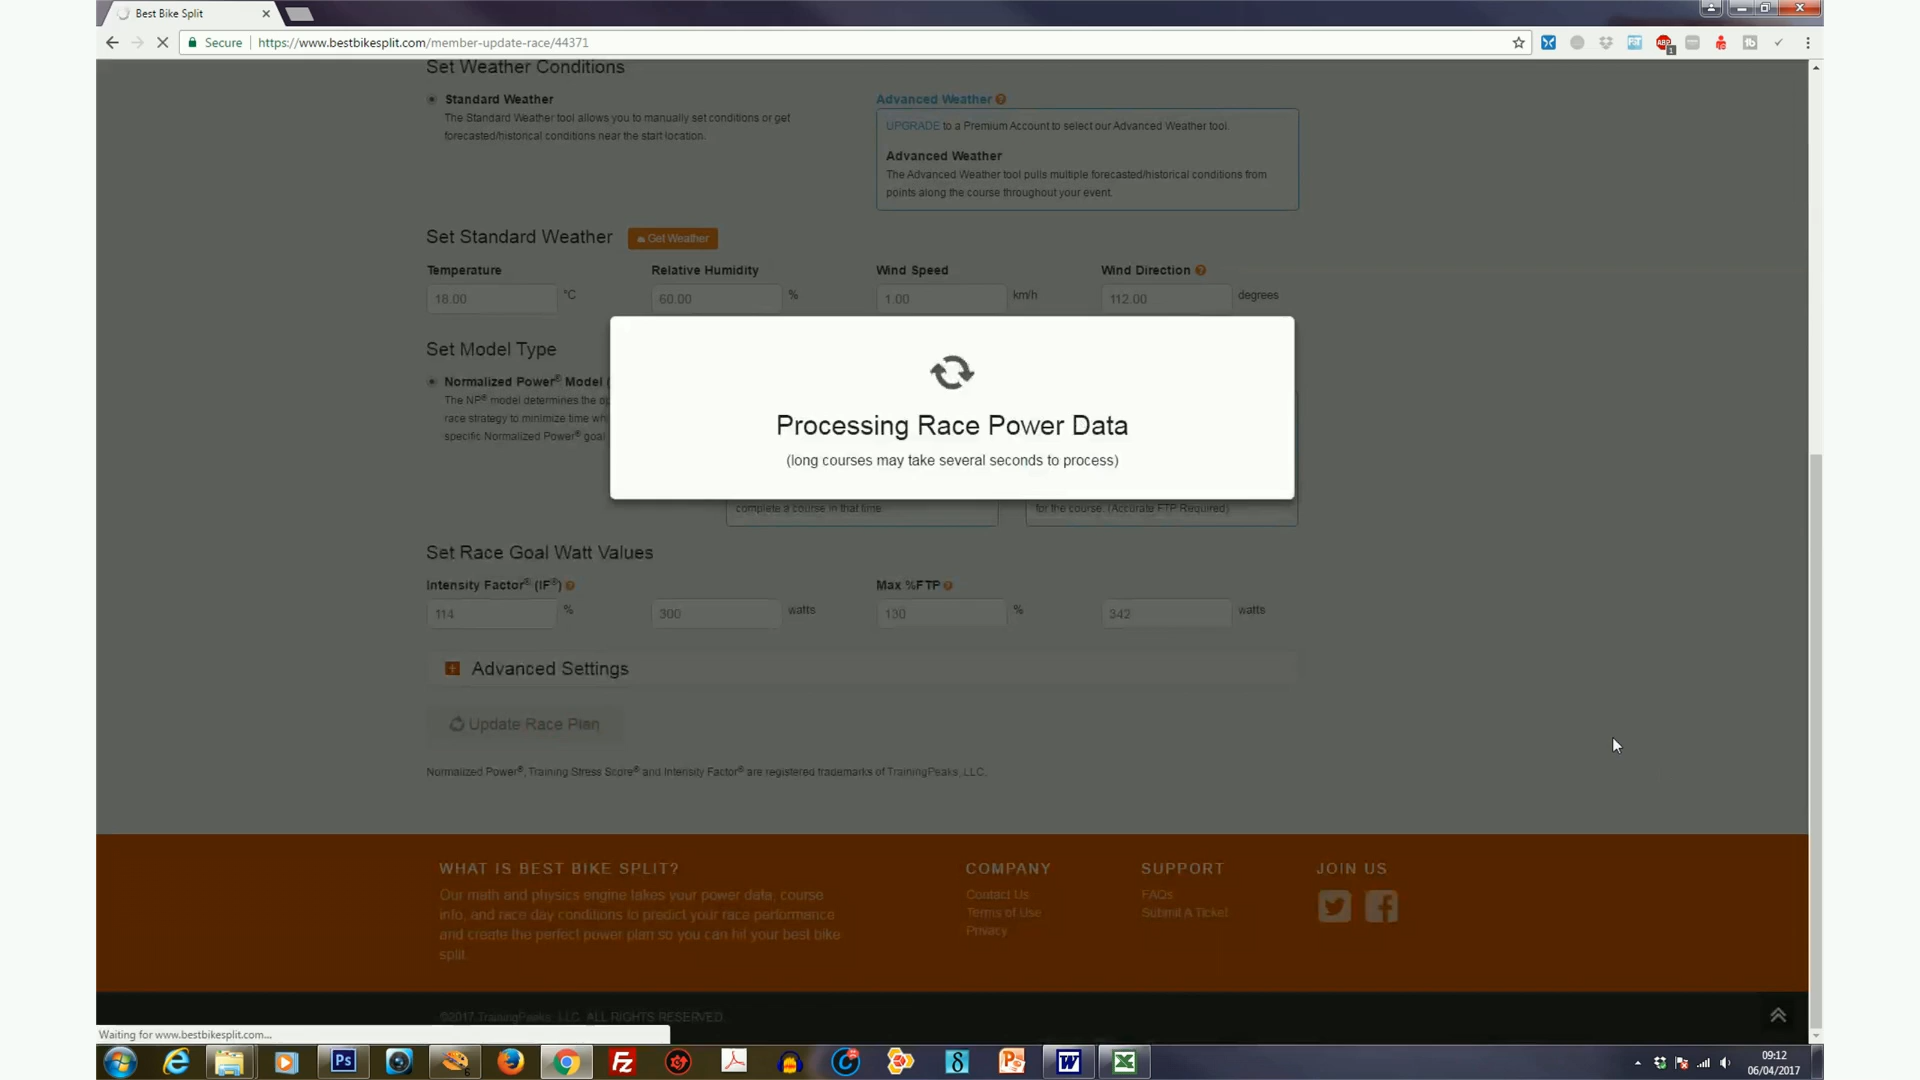 Best Bike Split
Secure https://www.bestbikesplit.com/member-update-race/44371
Set Weather Conditions
Standard Weather
The Standard Weather tool allows you to manually set conditions or get
forecasted/historical conditions near the start location.
Advanced Weather
UPGRADE to a Premium Account to select our Advanced Weather tool.
Advanced Weather
The Advanced Weather tool pulls multiple forecasted/historical conditions from
points along the course throughout your event.
Set Standard Weather Get Weather
Temperature Relative Humidity Wind Speed Wind Direction
18.00 °C 60.00 % 1.00 km/h 112.00 degrees
Set Model Type
Normalized Power® Model (
The NP® model determines the
race strategy to minimize time
specific Normalized Power® goal
Processing Race Power Data
(long courses may take several seconds to process)
complete a course in that time.
for the course. (Accurate FTP Required)
Set Race Goal Watt Values
Intensity Factor® (IF®) Max %FTP
114 % 300 watts 130 % 342 watts
Advanced Settings
Update Race Plan
Normalized Power®, Training Stress Score® and Intensity Factor® are registered trademarks of TrainingPeaks, LLC.
WHAT IS BEST BIKE SPLIT?
Our math and physics engine takes your power data, course
info, and race day conditions to predict your race performance
and create the perfect power plan so you can hit your best bike
split.
COMPANY
Contact Us
Terms of Use
Privacy
SUPPORT
FAQs
Submit A Ticket
JOIN US
©2017 TrainingPeaks, LLC. ALL RIGHTS RESERVED.
Waiting for www.bestbikesplit.com...
09:12
06/04/2017